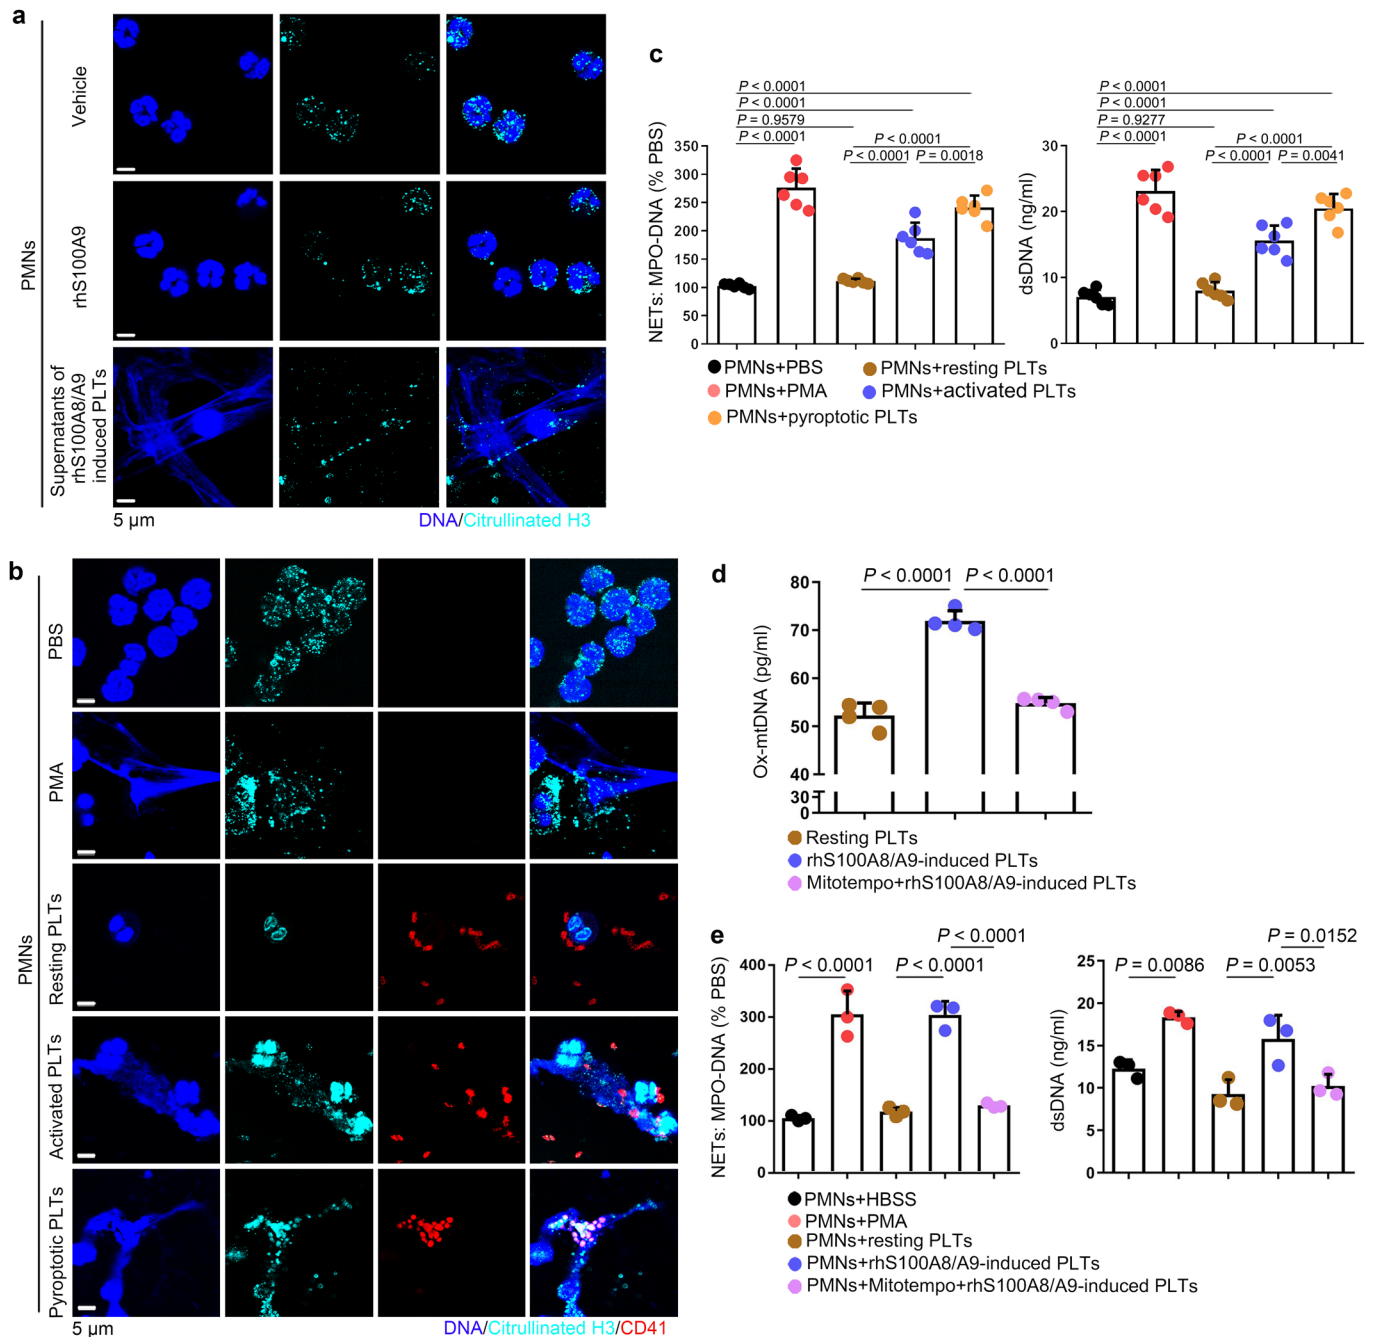 a
PMNs
Vehicle
rhS100A9
Supernatants of
rhS100A8/A9
induced PLTs
5 µm
DNA/Citrullinated H3
b
PMNs
PBS
PMA
Resting PLTs
Activated PLTs
Pyroptotic PLTs
5 µm
DNA/Citrullinated H3/CD41
c
NETs: MPO-DNA (% PBS)
350
300
250
200
150
100
50
0
P < 0.0001
P < 0.0001
P = 0.9579
P < 0.0001
P < 0.0001
P < 0.0001
P = 0.0018
dsDNA (ng/ml)
30
20
10
0
P < 0.0001
P < 0.0001
P = 0.9277
P < 0.0001
P < 0.0001
P < 0.0001
P = 0.0041
PMNs+PBS
PMNs+resting PLTs
PMNs+PMA
PMNs+activated PLTs
PMNs+pyroptotic PLTs
d
Ox-mtDNA (pg/ml)
80
70
60
50
40
30
0
P < 0.0001
P < 0.0001
Resting PLTs
rhS100A8/A9-induced PLTs
Mitotempo+rhS100A8/A9-induced PLTs
e
NETs: MPO-DNA (% PBS)
400
300
200
100
0
P < 0.0001
P < 0.0001
P < 0.0001
dsDNA (ng/ml)
25
20
15
10
5
0
P = 0.0152
P = 0.0086
P = 0.0053
PMNs+HBSS
PMNs+PMA
PMNs+resting PLTs
PMNs+rhS100A8/A9-induced PLTs
PMNs+Mitotempo+rhS100A8/A9-induced PLTs